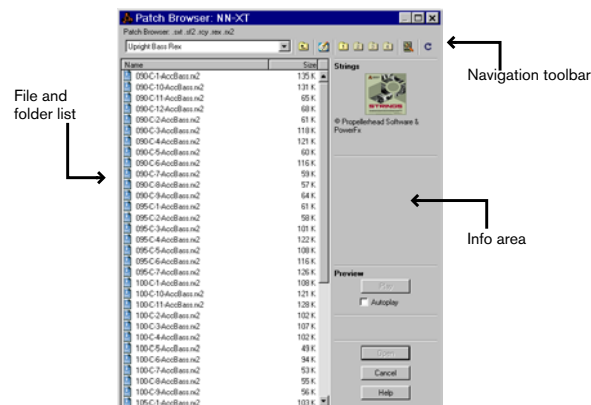 Patch Browser: NN-XT
Patch Browser: .sxt .sf2 .rcy .rex .rx2
Upright Bass Rex
Navigation toolbar
File and
folder list
Name Size
090-C-1-AccBass.rx2 135 K
090-C-10-AccBass.rx2 131 K
090-C-11-AccBass.rx2 65 K
090-C-12-AccBass.rx2 68 K
090-C-2-AccBass.rx2 61 K
090-C-3-AccBass.rx2 118 K
090-C-4-AccBass.rx2 121 K
090-C-5-AccBass.rx2 60 K
090-C-6-AccBass.rx2 116 K
090-C-7-AccBass.rx2 59 K
090-C-8-AccBass.rx2 57 K
090-C-9-AccBass.rx2 64 K
095-C-1-AccBass.rx2 61 K
095-C-2-AccBass.rx2 58 K
095-C-3-AccBass.rx2 101 K
095-C-4-AccBass.rx2 122 K
095-C-5-AccBass.rx2 108 K
095-C-6-AccBass.rx2 116 K
095-C-7-AccBass.rx2 126 K
100-C-1-AccBass.rx2 108 K
100-C-10-AccBass.rx2 121 K
100-C-11-AccBass.rx2 128 K
100-C-2-AccBass.rx2 102 K
100-C-3-AccBass.rx2 107 K
100-C-4-AccBass.rx2 102 K
100-C-5-AccBass.rx2 49 K
100-C-6-AccBass.rx2 94 K
100-C-7-AccBass.rx2 53 K
100-C-8-AccBass.rx2 55 K
100-C-9-AccBass.rx2 56 K
105-C-1-AccBass.rx2 103 K
Strings
STRINGS
© Propellerhead Software &
PowerFx
Info area
Preview
Play
Autoplay
Open
Cancel
Help